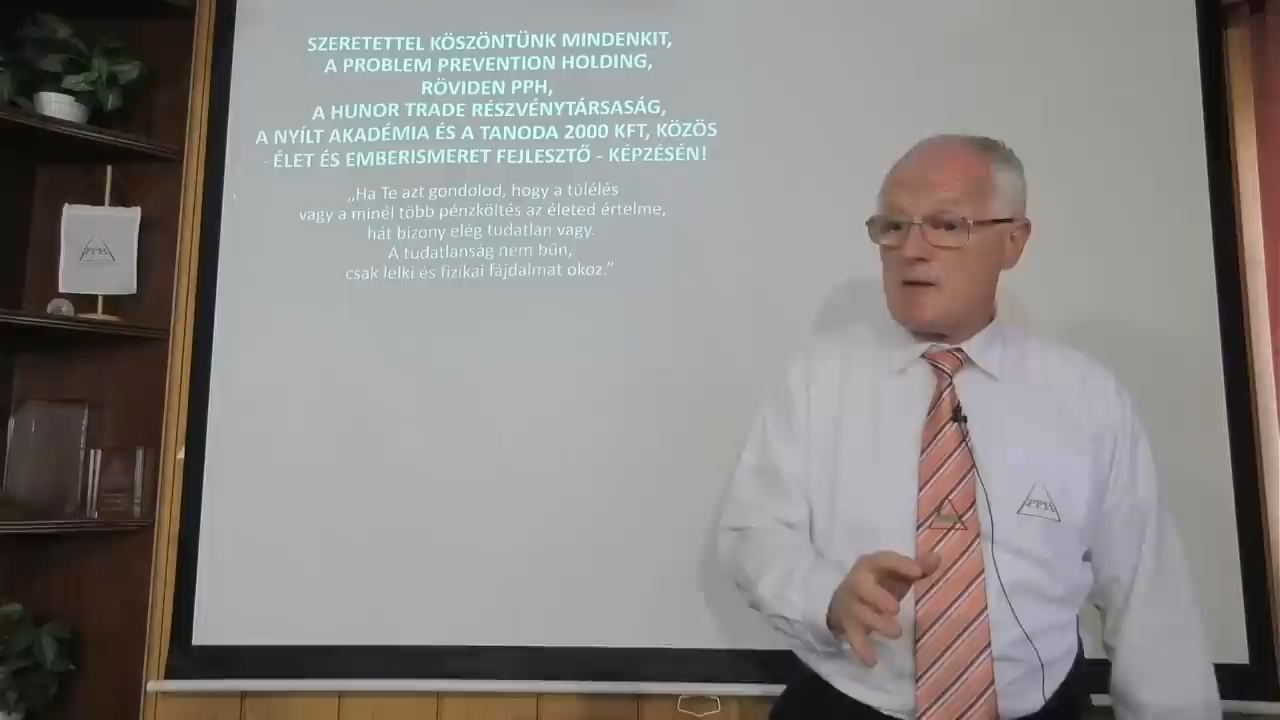 SZERETETTEL KÖSZÖNTÜNK MINDENKIT,
A PROBLEM PREVENTION HOLDING,
RÖVIDEN PPH,
A HUNOR TRADE RÉSZVÉNYTÁRSASÁG,
A NYÍLT AKADÉMIA ÉS A TANODA 2000 KFT, KÖZÖS
- ÉLET ÉS EMBERISMERET FEJLESZTŐ - KÉPZÉSÉN!
„Ha Te azt gondolod, hogy a túlélés
vagy a minél több pénzköltés az életed értelme,
hát bizony elég tudatlan vagy.
A tudatlanság nem bűn,
csak lelki és fizikai fájdalmat okoz.”
PPH
PPH